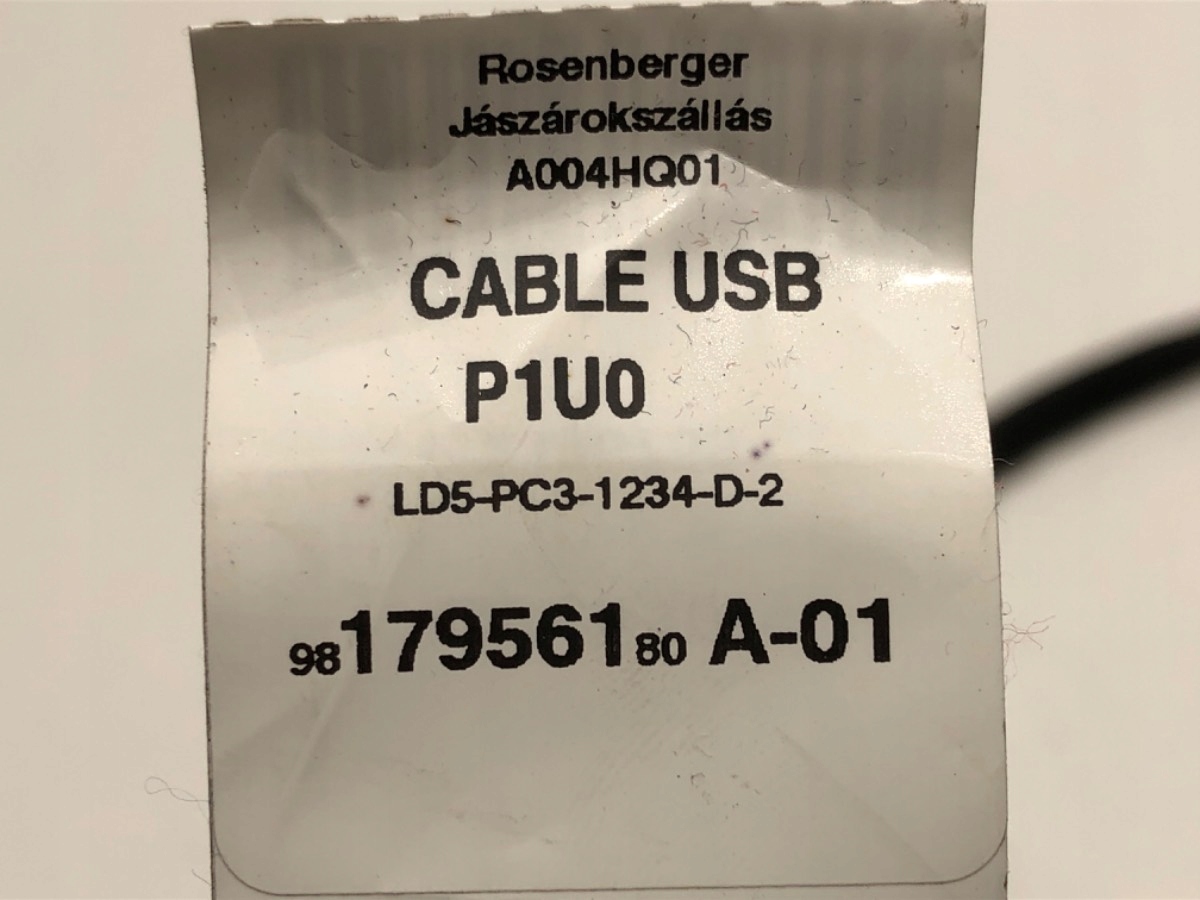 Rosenberger
Jászárokszállás
A004HQ01
CABLE USB
P1U0
LD5-PC3-1234-D-2
9817956180 A-01